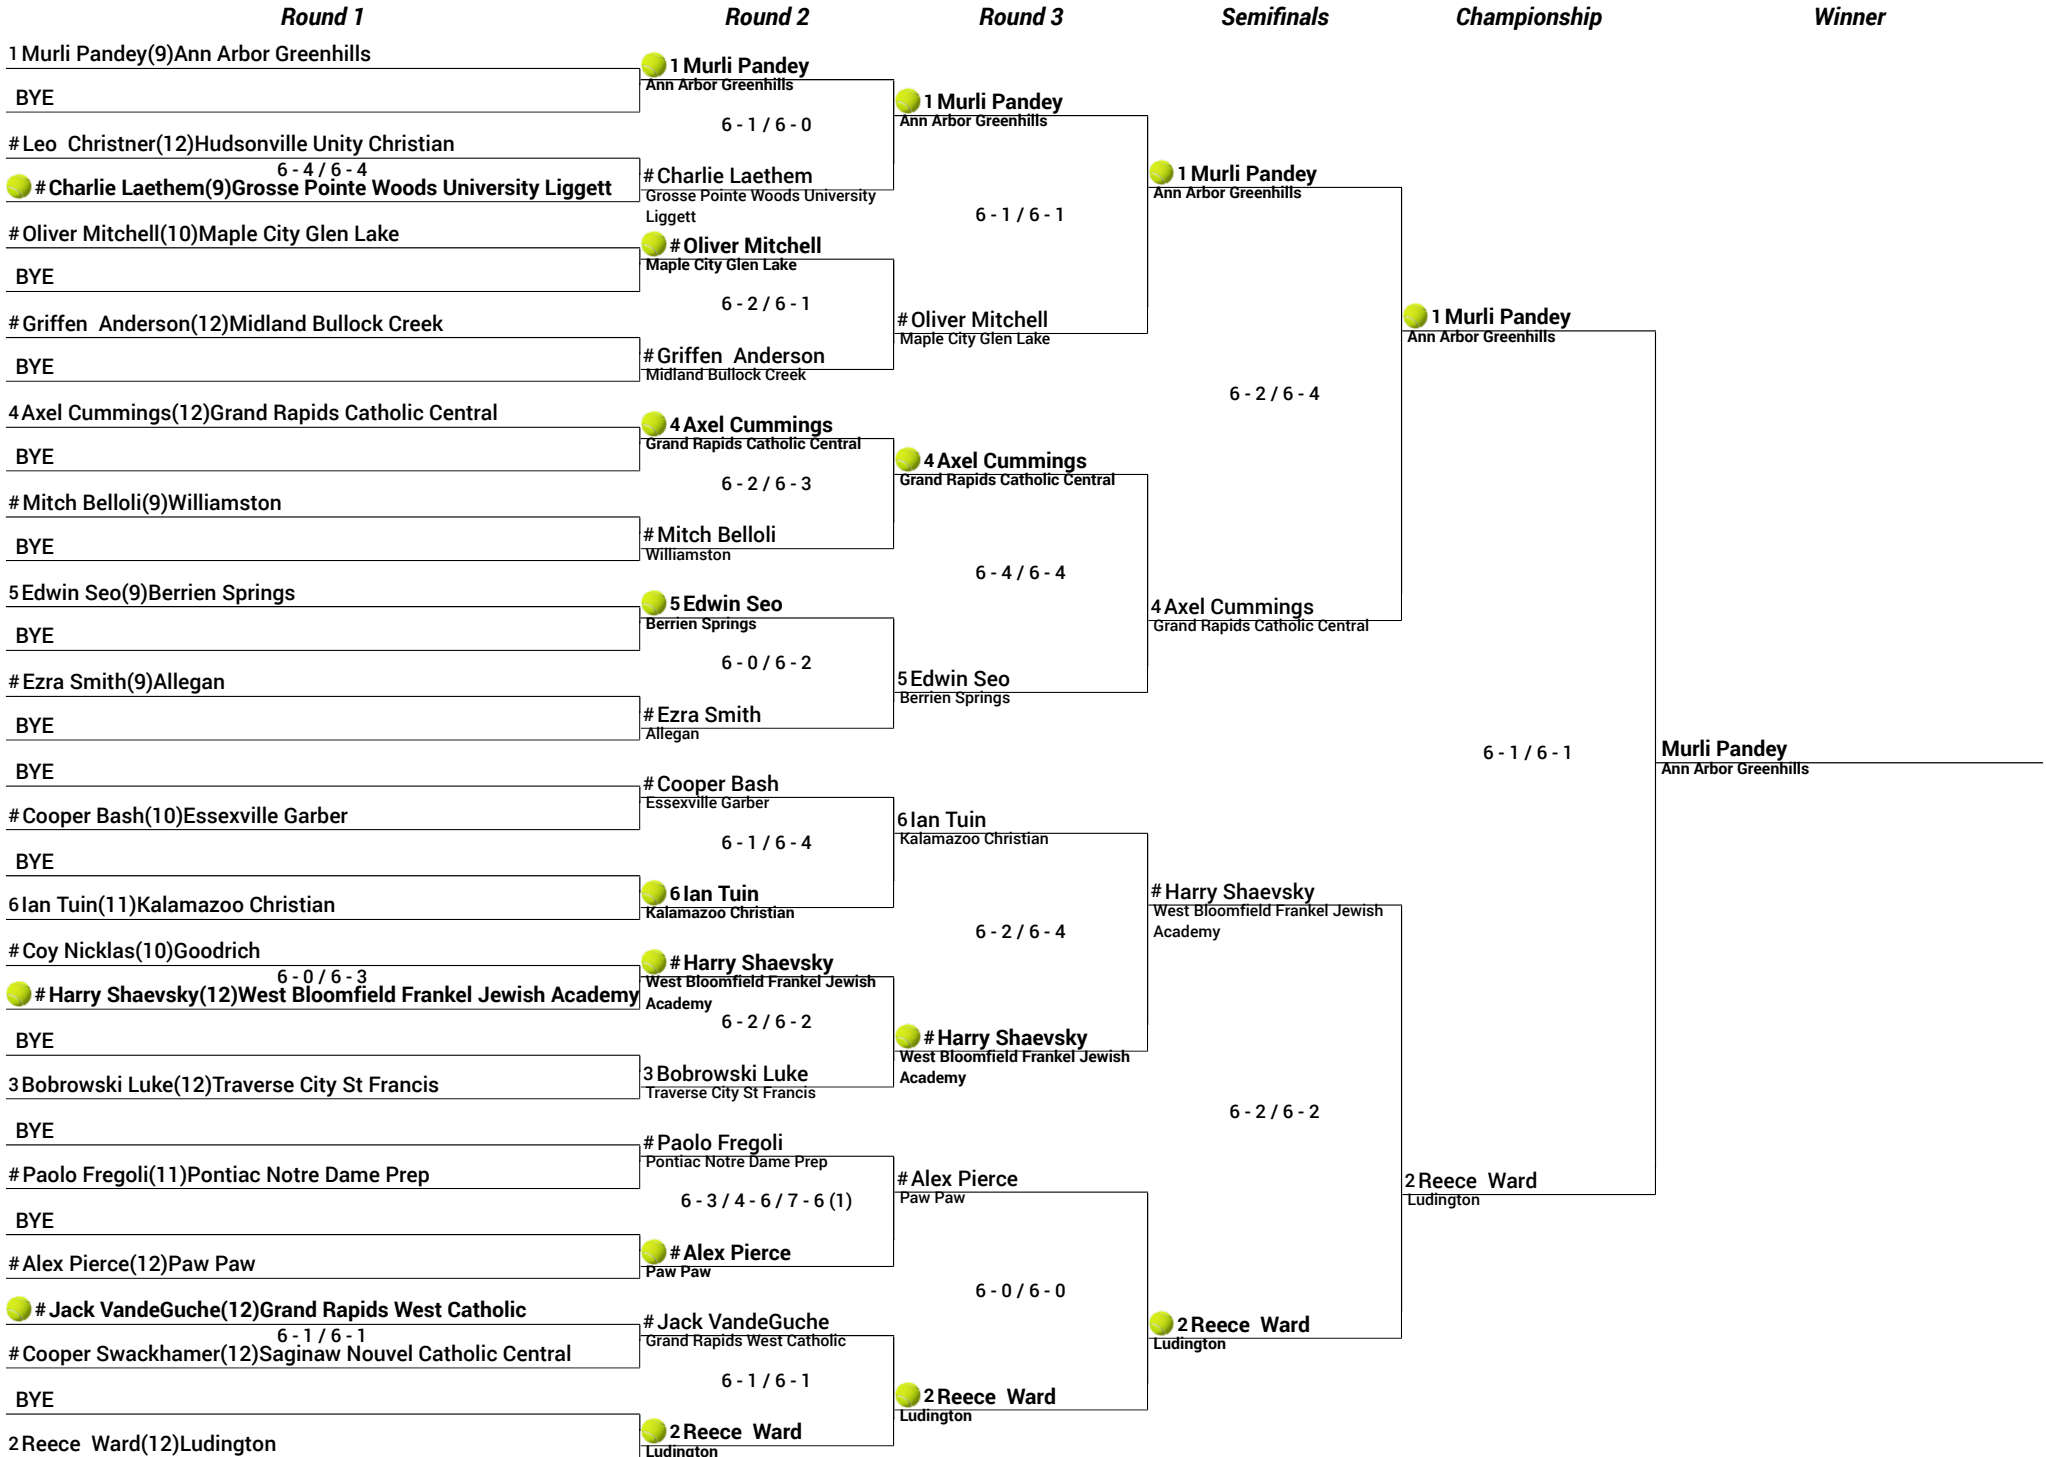 Round 1
Round 2
Round 3
Semifinals
Championship
Winner
1 Murli Pandey(9)Ann Arbor Greenhills
BYE
# Leo  Christner(12)Hudsonville Unity Christian
6 - 4 / 6 - 4
# Charlie Laethem(9)Grosse Pointe Woods University Liggett
# Oliver Mitchell(10)Maple City Glen Lake
BYE
# Griffen  Anderson(12)Midland Bullock Creek
BYE
4 Axel Cummings(12)Grand Rapids Catholic Central
BYE
# Mitch Belloli(9)Williamston
BYE
5 Edwin Seo(9)Berrien Springs
BYE
# Ezra Smith(9)Allegan
BYE
BYE
# Cooper Bash(10)Essexville Garber
BYE
6 Ian Tuin(11)Kalamazoo Christian
# Coy Nicklas(10)Goodrich
6 - 0 / 6 - 3
# Harry Shaevsky(12)West Bloomfield Frankel Jewish Academy
BYE
3 Bobrowski Luke(12)Traverse City St Francis
BYE
# Paolo Fregoli(11)Pontiac Notre Dame Prep
BYE
# Alex Pierce(12)Paw Paw
# Jack VandeGuche(12)Grand Rapids West Catholic
6 - 1 / 6 - 1
# Cooper Swackhamer(12)Saginaw Nouvel Catholic Central
BYE
2 Reece  Ward(12)Ludington
1 Murli Pandey
Ann Arbor Greenhills
6 - 1 / 6 - 0
# Charlie Laethem
Grosse Pointe Woods University
Liggett
# Oliver Mitchell
Maple City Glen Lake
6 - 2 / 6 - 1
# Griffen  Anderson
Midland Bullock Creek
4 Axel Cummings
Grand Rapids Catholic Central
6 - 2 / 6 - 3
# Mitch Belloli
Williamston
5 Edwin Seo
Berrien Springs
6 - 0 / 6 - 2
# Ezra Smith
Allegan
# Cooper Bash
Essexville Garber
6 - 1 / 6 - 4
6 Ian Tuin
Kalamazoo Christian
# Harry Shaevsky
West Bloomfield Frankel Jewish
Academy
6 - 2 / 6 - 2
3 Bobrowski Luke
Traverse City St Francis
# Paolo Fregoli
Pontiac Notre Dame Prep
6 - 3 / 4 - 6 / 7 - 6 (1)
# Alex Pierce
Paw Paw
# Jack VandeGuche
Grand Rapids West Catholic
6 - 1 / 6 - 1
2 Reece  Ward
Ludington
1 Murli Pandey
Ann Arbor Greenhills
6 - 1 / 6 - 1
# Oliver Mitchell
Maple City Glen Lake
4 Axel Cummings
Grand Rapids Catholic Central
6 - 4 / 6 - 4
5 Edwin Seo
Berrien Springs
6 Ian Tuin
Kalamazoo Christian
6 - 2 / 6 - 4
# Harry Shaevsky
West Bloomfield Frankel Jewish
Academy
# Alex Pierce
Paw Paw
6 - 0 / 6 - 0
2 Reece  Ward
Ludington
1 Murli Pandey
Ann Arbor Greenhills
6 - 2 / 6 - 4
4 Axel Cummings
Grand Rapids Catholic Central
# Harry Shaevsky
West Bloomfield Frankel Jewish
Academy
6 - 2 / 6 - 2
2 Reece  Ward
Ludington
1 Murli Pandey
Ann Arbor Greenhills
6 - 1 / 6 - 1
2 Reece  Ward
Ludington
Murli Pandey
Ann Arbor Greenhills